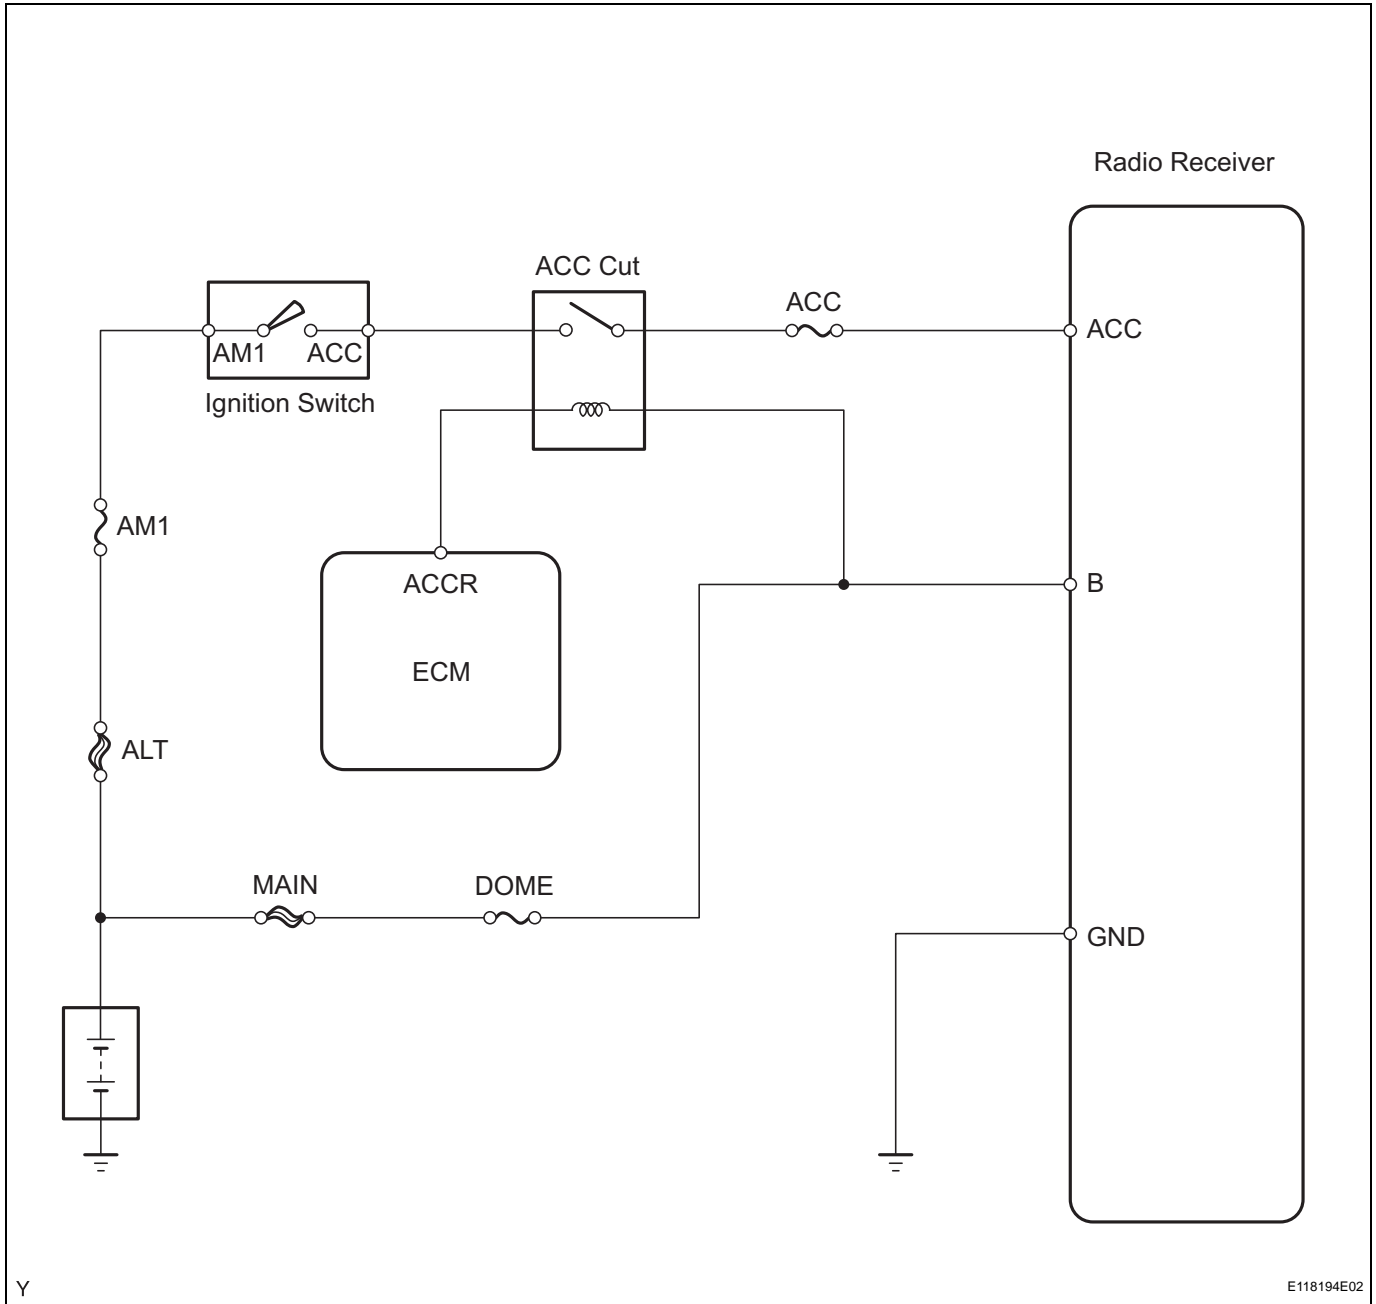 Radio Receiver
ACC Cut
ACC
ACC
AM1
ACC
Ignition Switch
AM1
ACCR
B
ECM
ALT
MAIN
DOME
GND
Y
E118194E02